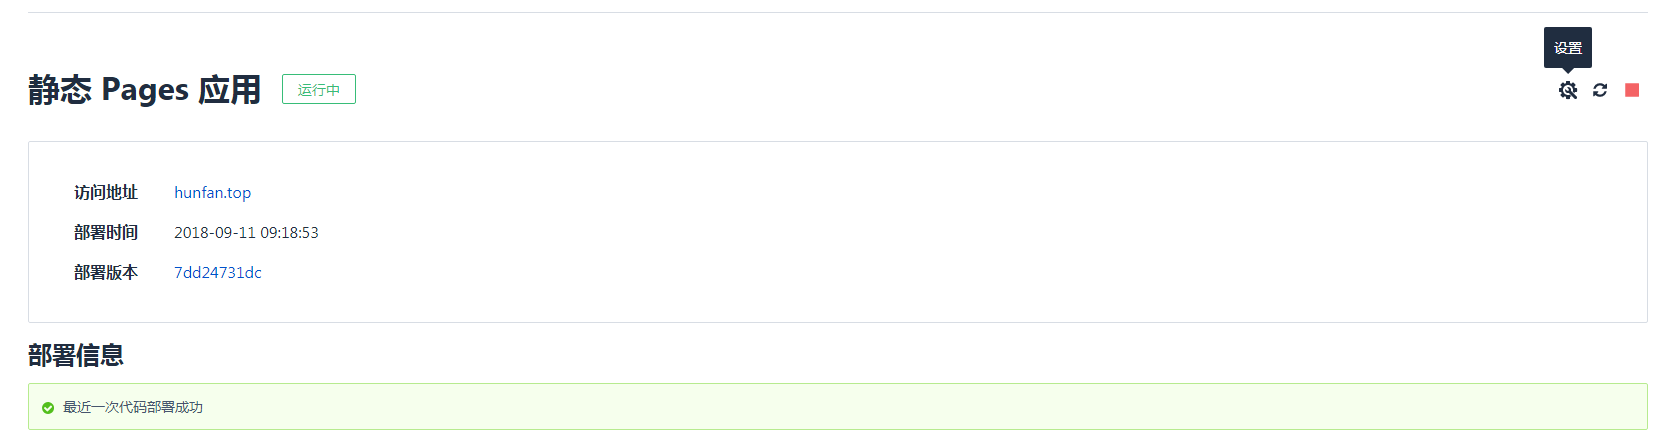 设置
静态 Pages 应用 运行中
访问地址 hunfan.top
部署时间 2018-09-11 09:18:53
部署版本 7dd24731dc
部署信息
最近一次代码部署成功